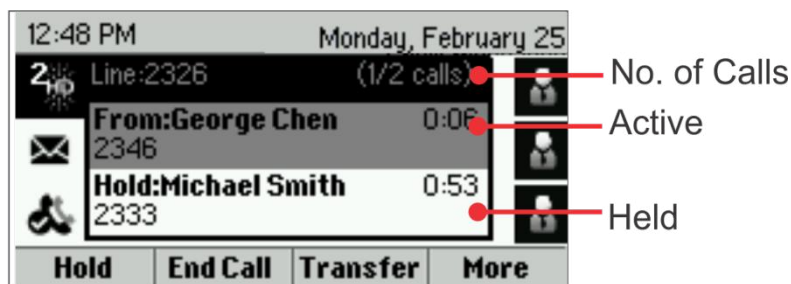 12:48 PM Monday, February 25
2 HD Line:2326 (1/2 calls) No. of Calls
From:George Chen 0:06 Active
2346
Hold:Michael Smith 0:53
2333 Held
Hold End Call Transfer More